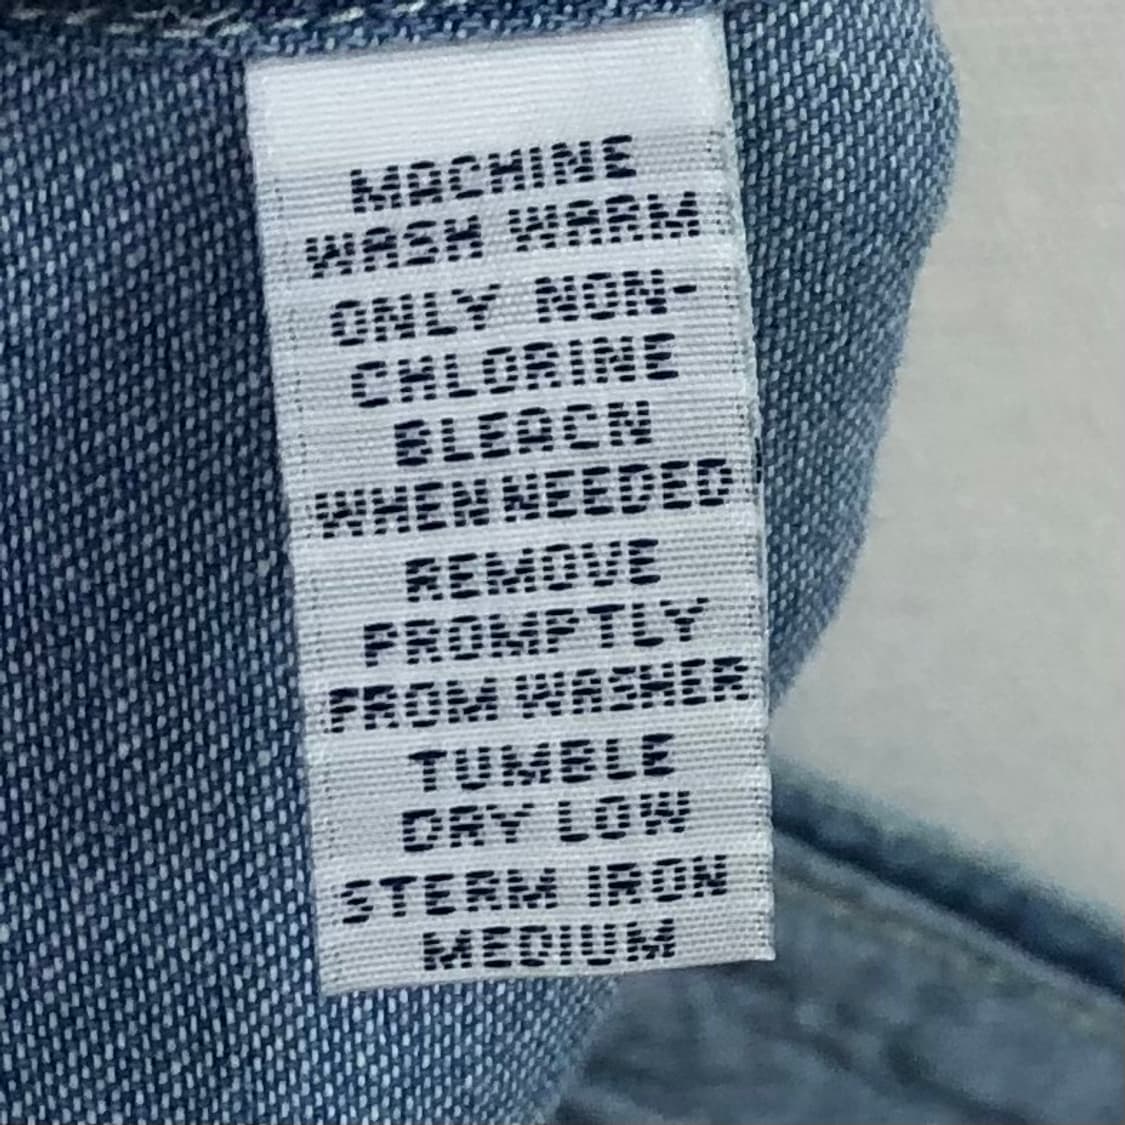 MACHINE
WASH WARM
ONLY NON-
CHLORINE
BLEACN
WHEN NEEDED
REMOVE
PROMPTLY
FROM WASHER
TUMBLE
DRY LOW
STERM IRON
MEDIUM